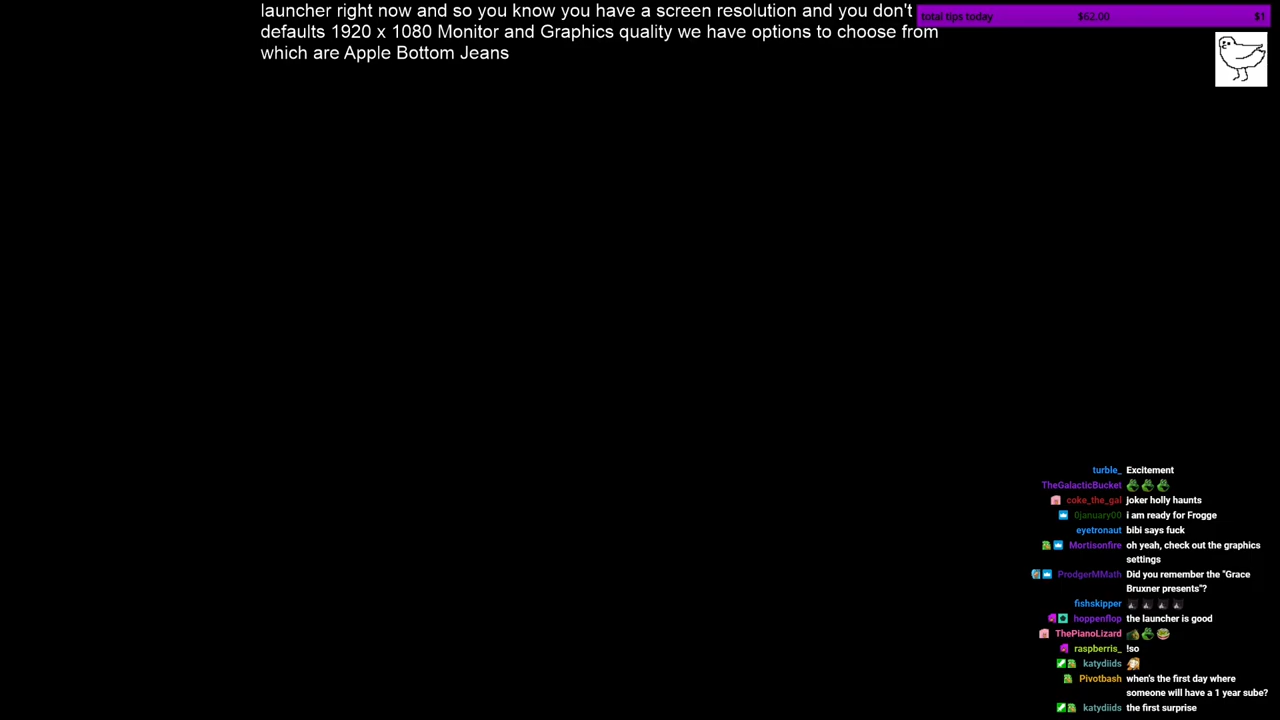 launcher right now and so you know you have a screen resolution and you don't
defaults 1920 x 1080 Monitor and Graphics quality we have options to choose from
which are Apple Bottom Jeans
total tips today $62.00 $1
turble_ Excitement
TheGalacticBucket
coke_the_gal joker holly haunts
0january00 i am ready for Frogge
eyetronaut bibi says fuck
Mortisonfire oh yeah, check out the graphics
settings
ProdgerMMath Did you remember the "Grace
Bruxner presents"?
fishskipper
hoppenflop the launcher is good
ThePianoLizard
raspberris_ !so
katydiids
Pivotbash when's the first day where
someone will have a 1 year sube?
katydiids the first surprise